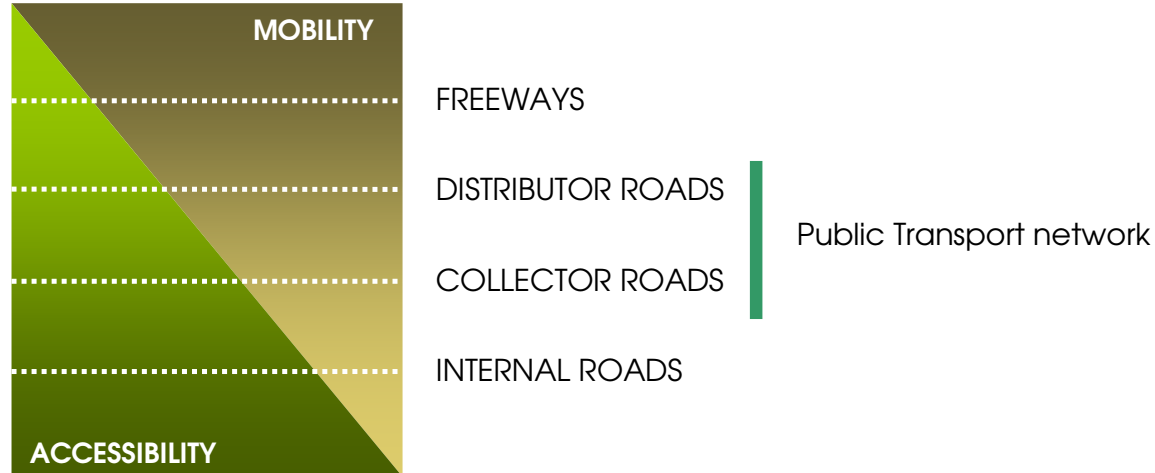 MOBILITY
FREEWAYS
DISTRIBUTOR ROADS
Public Transport network
COLLECTOR ROADS
INTERNAL ROADS
ACCESSIBILITY